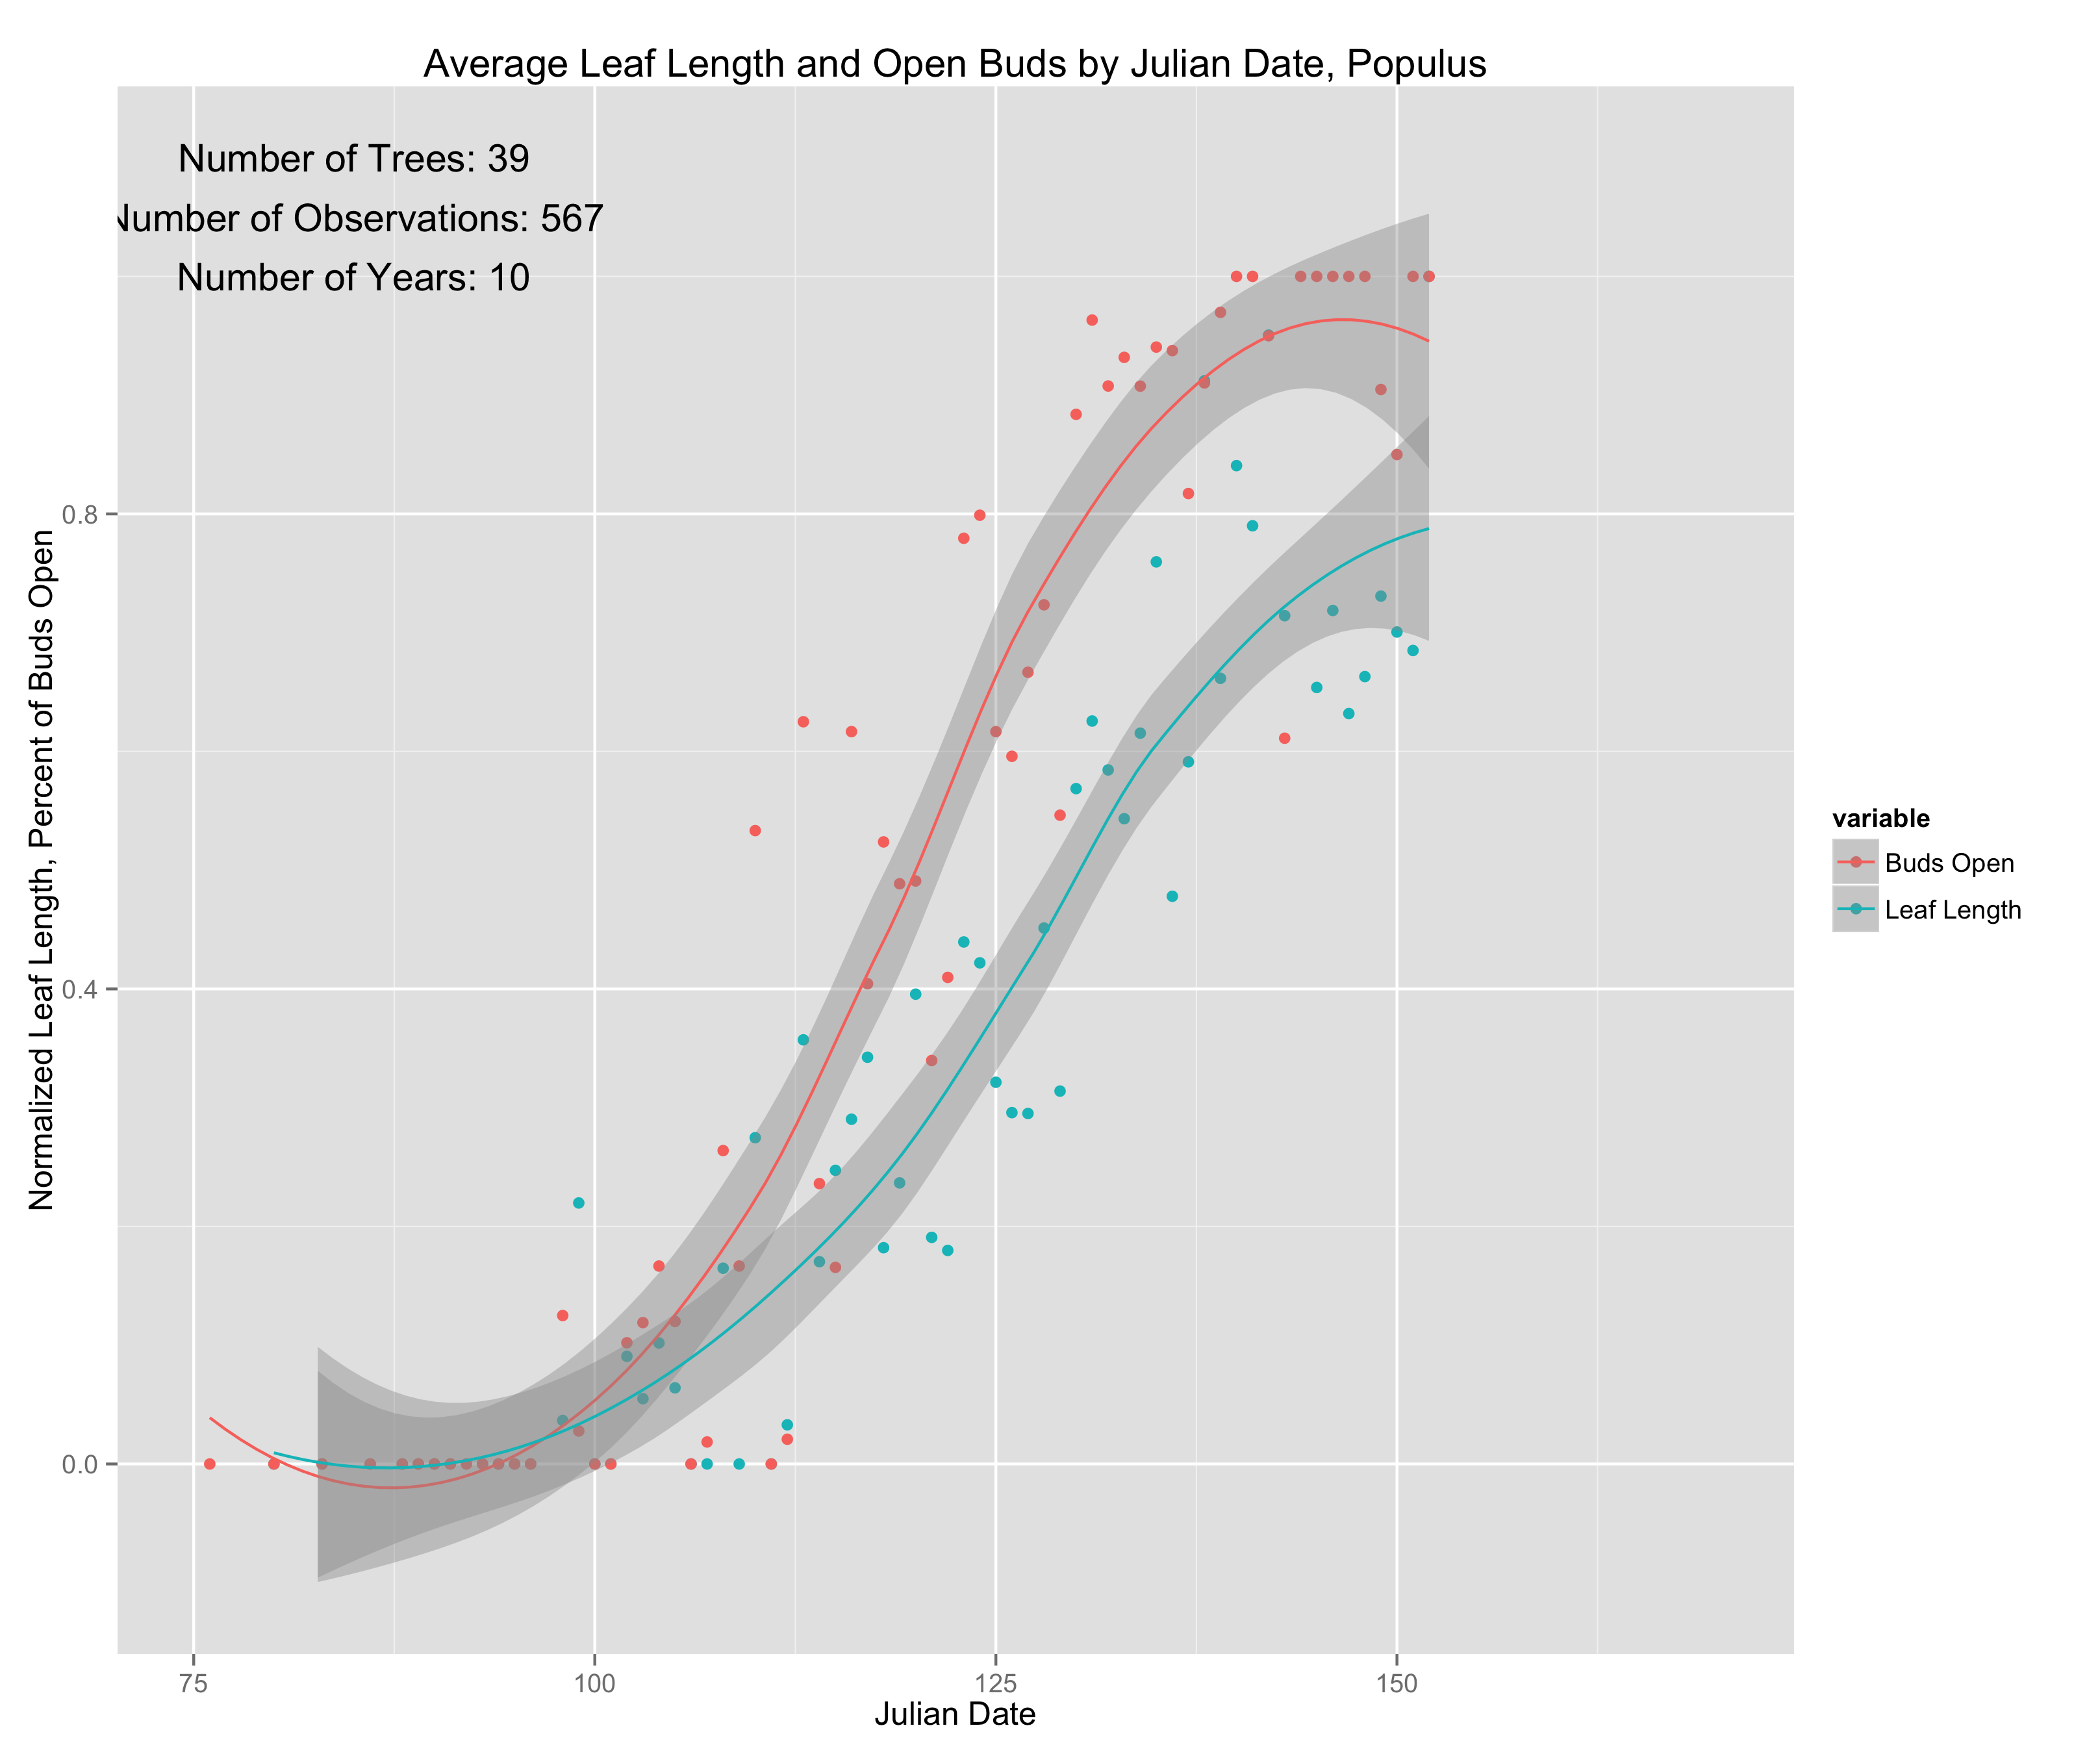 Average Leaf Length and Open Buds by Julian Date, Populus
Number of Trees: 39
Number of Observations: 567
Number of Years: 10
Normalized Leaf Length, Percent of Buds Open
0.8
0.4
0.0
75
100
125
150
Julian Date
variable
Buds Open
Leaf Length